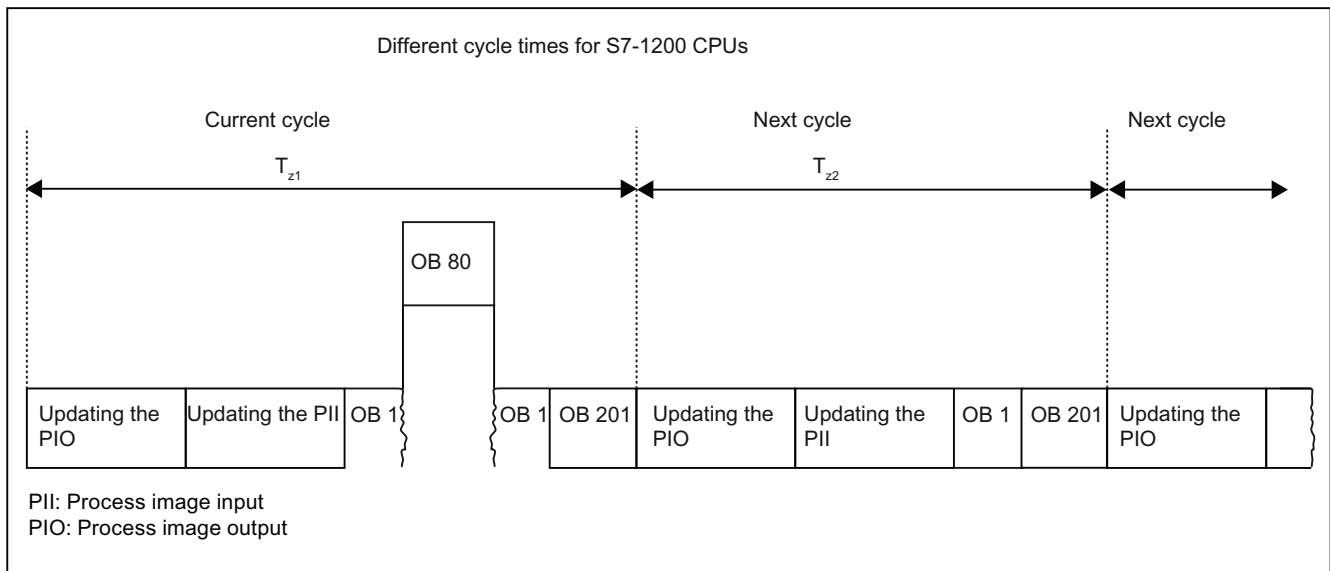 Different cycle times for S7-1200 CPUs
Current cycle
Next cycle
Next cycle
Tz1
Tz2
OB 80
Updating the
PIO
Updating the PII
OB 1
OB 1
OB 201
Updating the
PIO
Updating the
PII
OB 1
OB 201
Updating the
PIO
PII: Process image input
PIO: Process image output